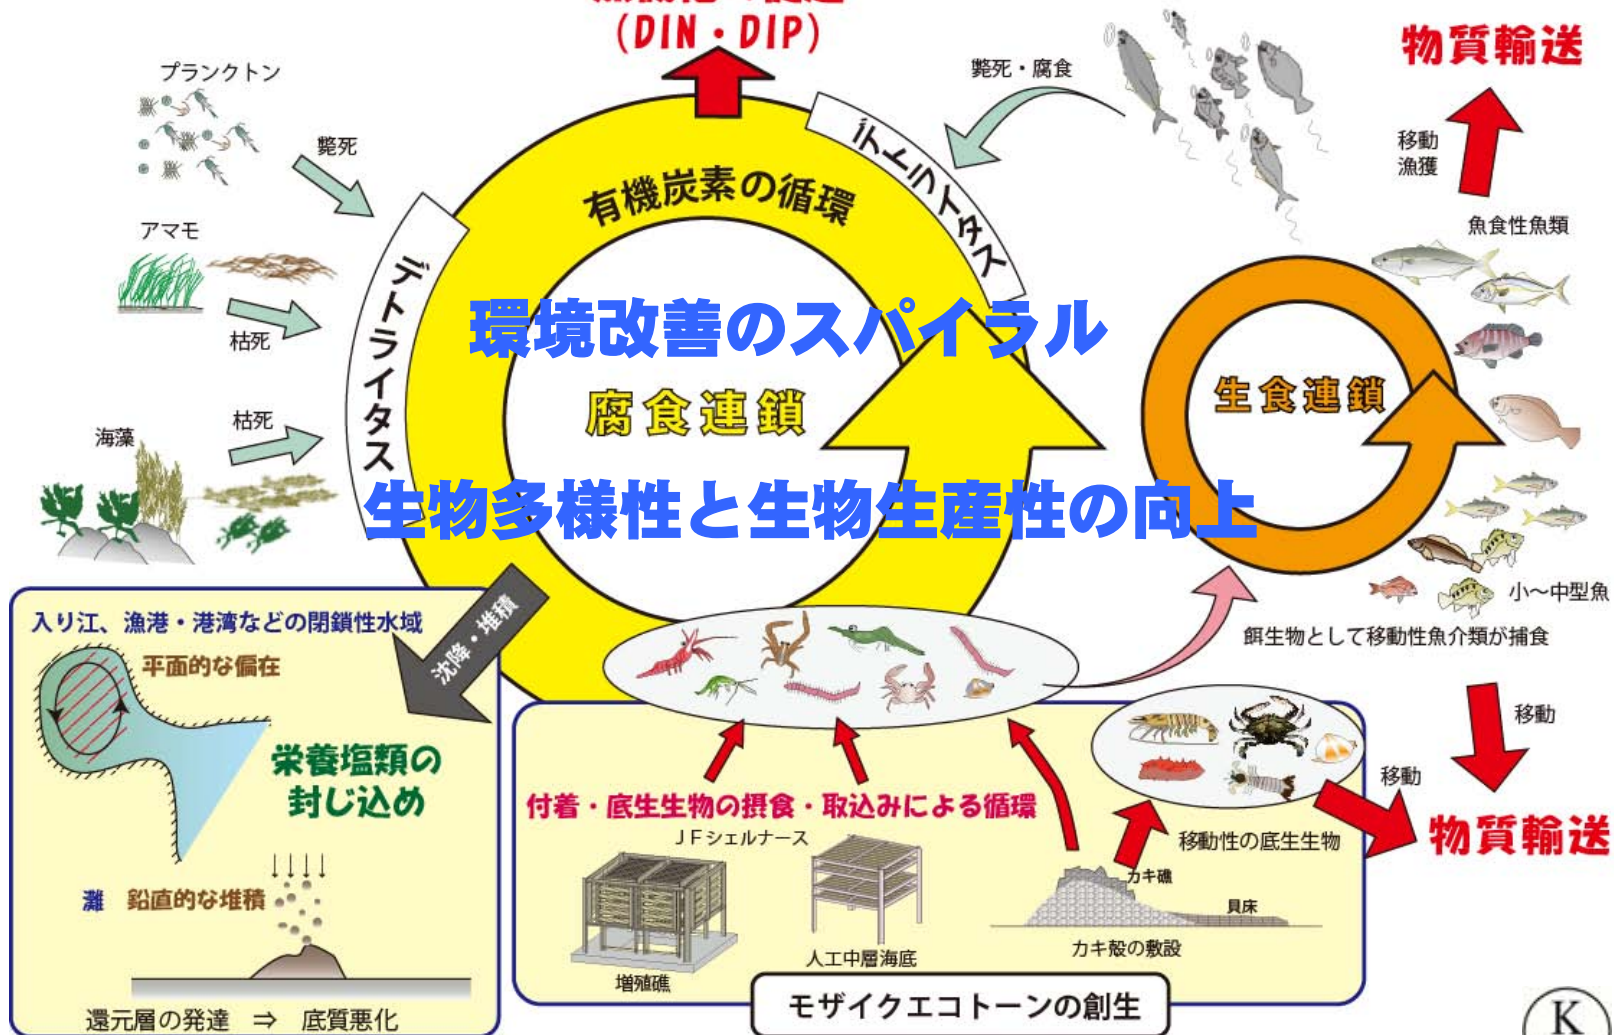 (DIN・DIP)
物質輸送
プランクトン
斃死
斃死・腐食
移動
漁獲
魚食性魚類
アマモ
枯死
有機炭素の循環
デトライタス
デトライタス
環境改善のスパイラル
腐食連鎖
生食連鎖
海藻
枯死
生物多様性と生物生産性の向上
小～中型魚
餌生物として移動性魚介類が捕食
沈降・堆積
入り江、漁港・港湾などの閉鎖性水域
平面的な偏在
栄養塩類の
封じ込め
灘 鉛直的な堆積
還元層の発達 ⇒ 底質悪化
付着・底生生物の摂食・取込みによる循環
JFシェルナース
増殖礁
人工中層海底
カキ礁
貝床
カキ殻の敷設
移動性の底生生物
移動
移動
物質輸送
モザイクエコトーンの創生
K